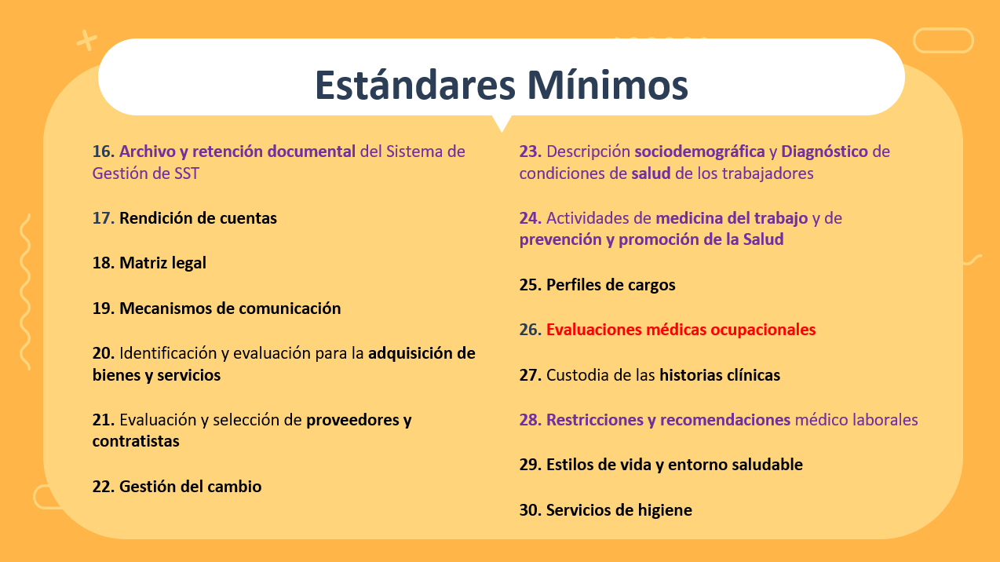 Estándares Mínimos
16. Archivo y retención documental del Sistema de
Gestión de SST
17. Rendición de cuentas
18. Matriz legal
19. Mecanismos de comunicación
20. Identificación y evaluación para la adquisición de
bienes y servicios
21. Evaluación y selección de proveedores y
contratistas
22. Gestión del cambio
23. Descripción sociodemográfica y Diagnóstico de
condiciones de salud de los trabajadores
24. Actividades de medicina del trabajo y de
prevención y promoción de la Salud
25. Perfiles de cargos
26. Evaluaciones médicas ocupacionales
27. Custodia de las historias clínicas
28. Restricciones y recomendaciones médico laborales
29. Estilos de vida y entorno saludable
30. Servicios de higiene